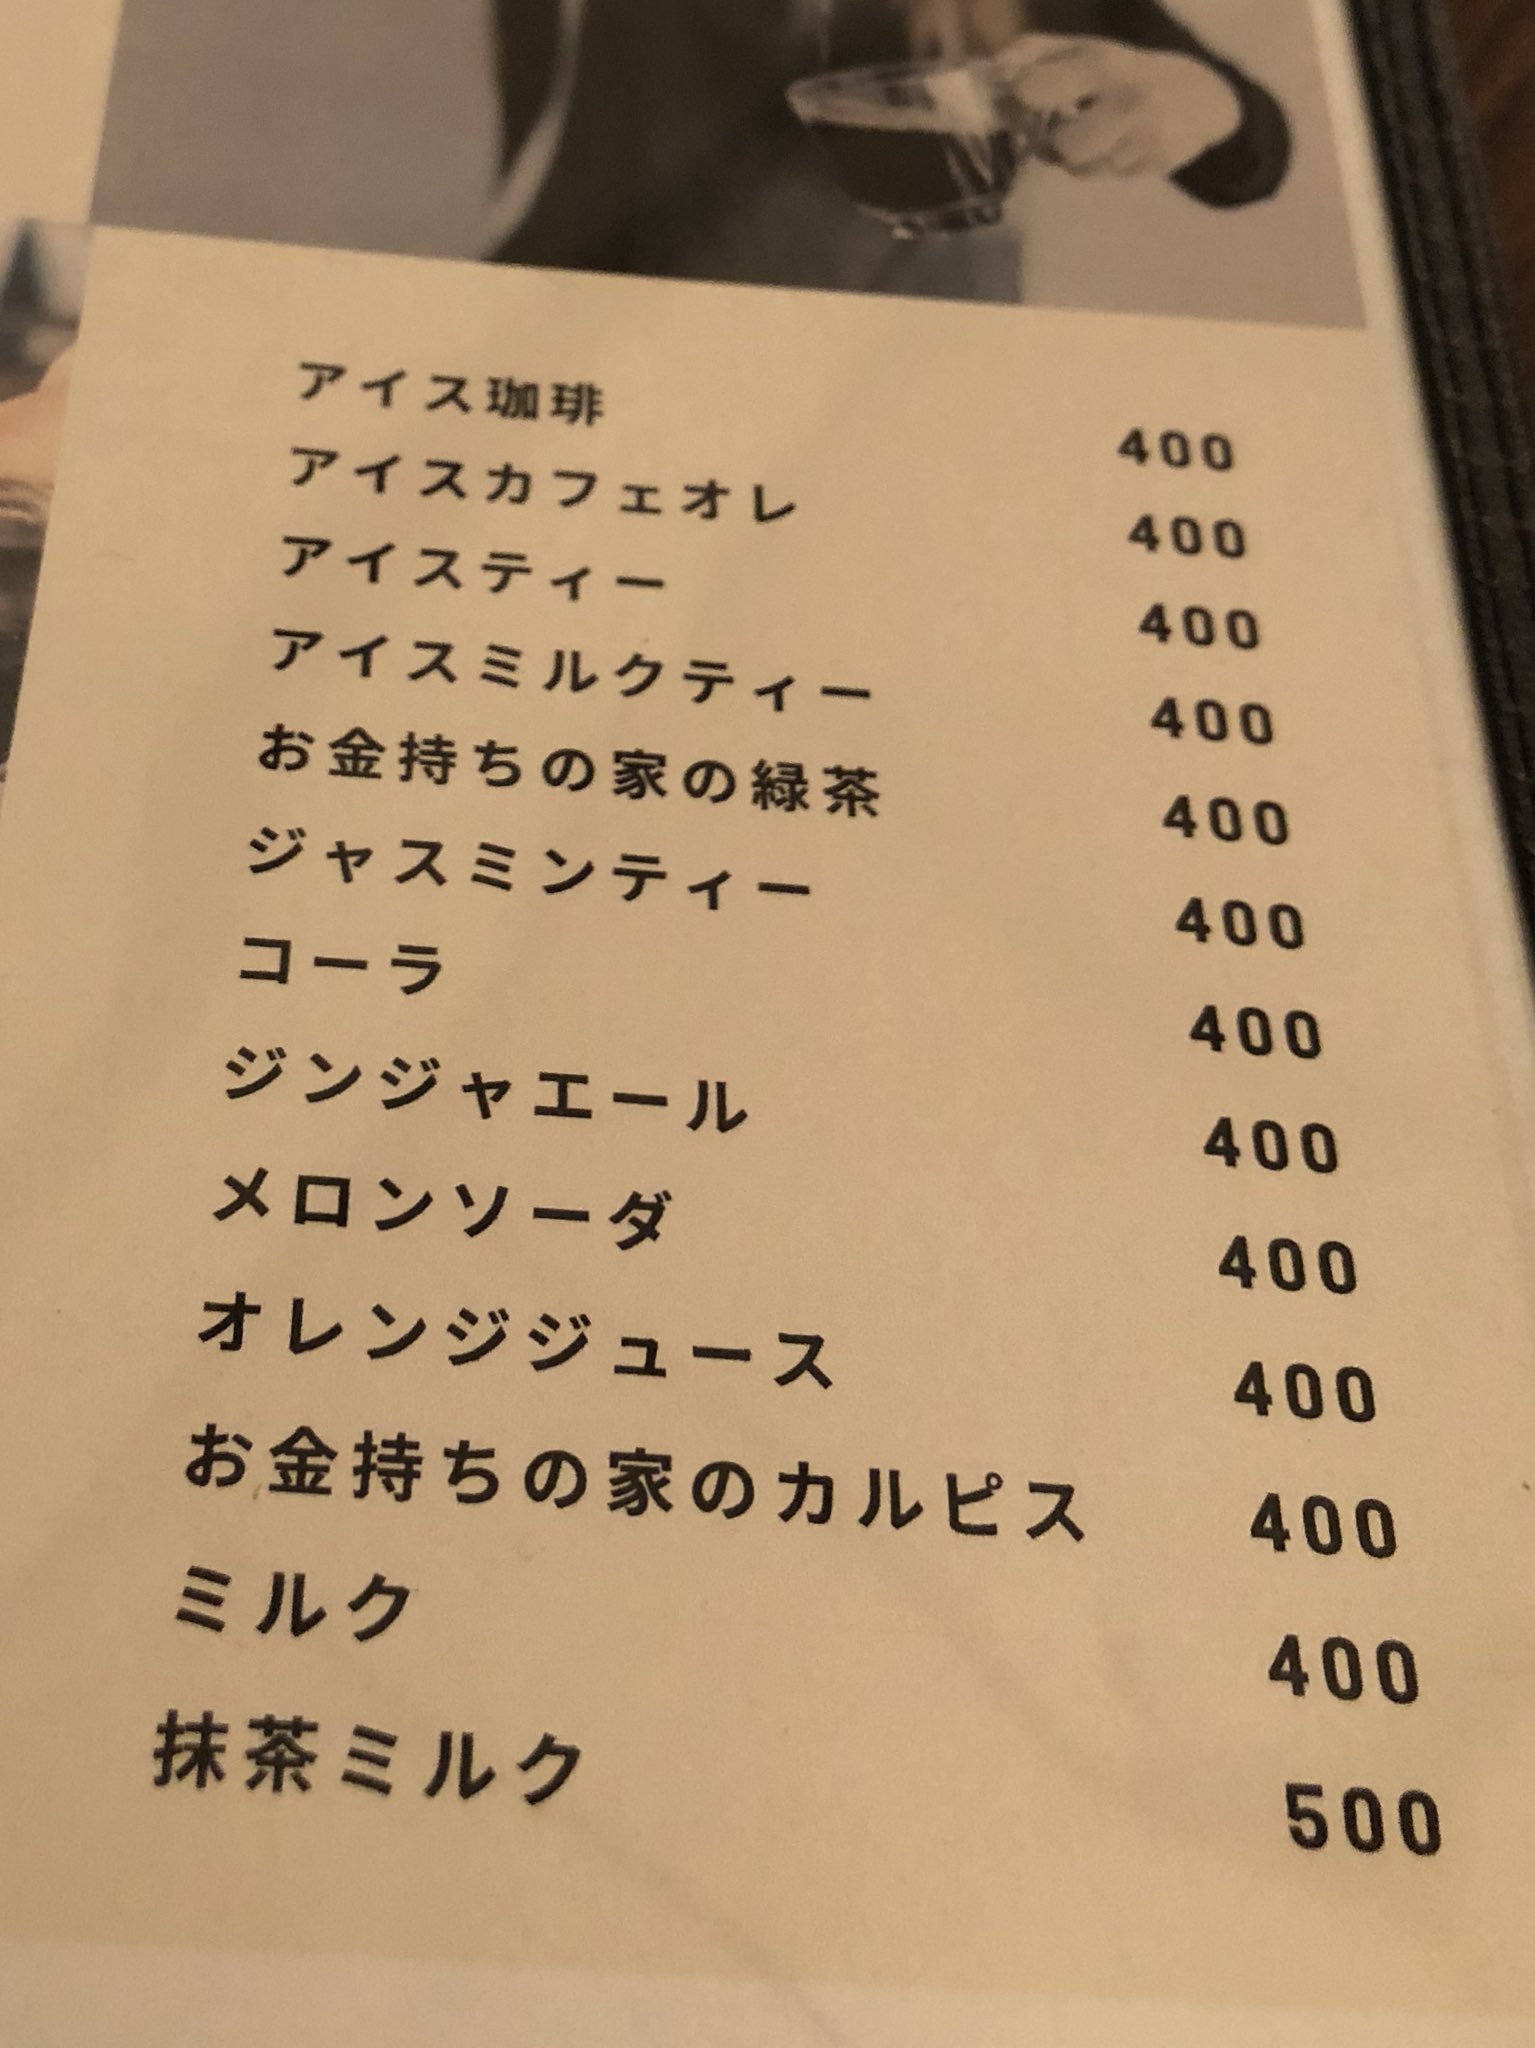 アイス珈琲 400
アイスカフェオレ 400
アイスティー 400
アイスミルクティー 400
お金持ちの家の緑茶 400
ジャスミンティー 400
コーラ 400
ジンジャエール 400
メロンソーダ 400
オレンジジュース 400
お金持ちの家のカルピス 400
ミルク 400
抹茶ミルク 500